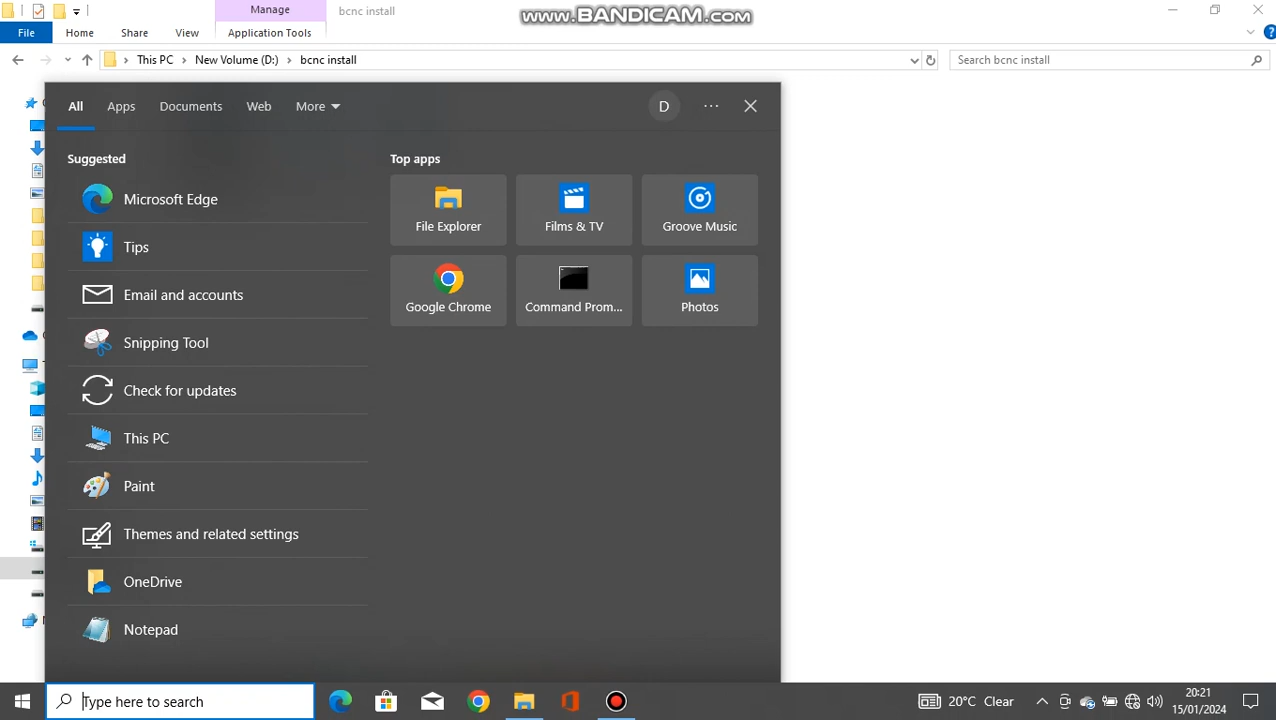 Manage
bcnc install
www.BANDICAM.com
File
Home
Share
View
Application Tools
This PC
New Volume (D:)
bcnc install
Search bcnc install
All
Apps
Documents
Web
More
D
Suggested
Microsoft Edge
Tips
Email and accounts
Snipping Tool
Check for updates
This PC
Paint
Themes and related settings
OneDrive
Notepad
Top apps
File Explorer
Films & TV
Groove Music
Google Chrome
Command Prom...
Photos
Type here to search
20°C Clear
20:21
15/01/2024